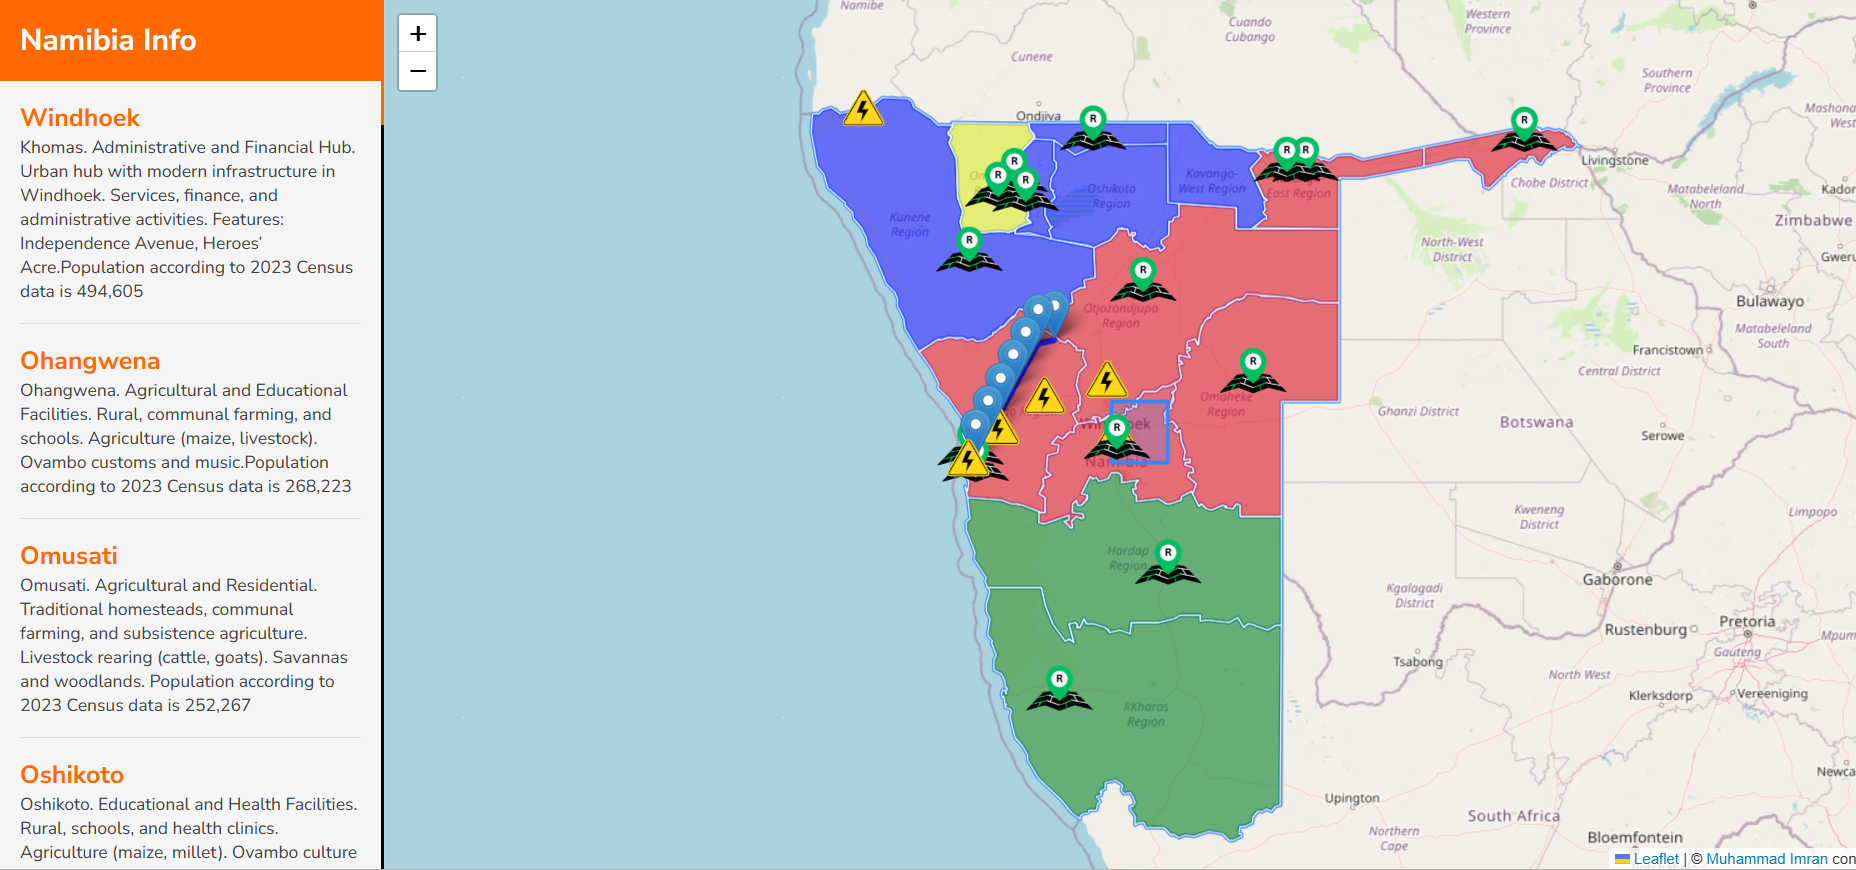 Namibia Info
Windhoek
Khomas. Administrative and Financial Hub.
Urban hub with modern infrastructure in
Windhoek. Services, finance, and
administrative activities. Features:
Independence Avenue, Heroes’
Acre.Population according to 2023 Census
data is 494,605
Ohangwena
Ohangwena. Agricultural and Educational
Facilities. Rural, communal farming, and
schools. Agriculture (maize, livestock).
Ovambo customs and music.Population
according to 2023 Census data is 268,223
Omusati
Omusati. Agricultural and Residential.
Traditional homesteads, communal
farming, and subsistence agriculture.
Livestock rearing (cattle, goats). Savannas
and woodlands. Population according to
2023 Census data is 252,267
Oshikoto
Oshikoto. Educational and Health Facilities.
Rural, schools, and health clinics.
Agriculture (maize, millet). Ovambo culture
+
−
Namibe
Cuando
Cubango
Western
Province
Cunene
Southern
Province
Ondjiva
R
R
Mashona
West
R
R
R
R
R
R
Livingstone
Kavango-
West Region
East Region
Oshikoto
Region
Chobe District
Matabeleland
North
Kador
Zimbabwe
Kunene
Region
R
North-West
District
Gweru
R
Otjozondjupa
Region
Bulawayo
Matabeleland
South
Francistown
R
Central District
Omaheke
Region
Ghanzi District
Botswana
Serowe
R
Namibia
Kweneng
District
Limpopo
Hardap
Region
R
Gaborone
Kgalagadi
District
Pretoria
Rustenburg
Mpum
Gauteng
Tsabong
North West
R
Klerksdorp
Vereeniging
IlKharas
Region
Newca
Upington
South Africa
Northern
Cape
Bloemfontein
Leaflet | © Muhammad Imran con